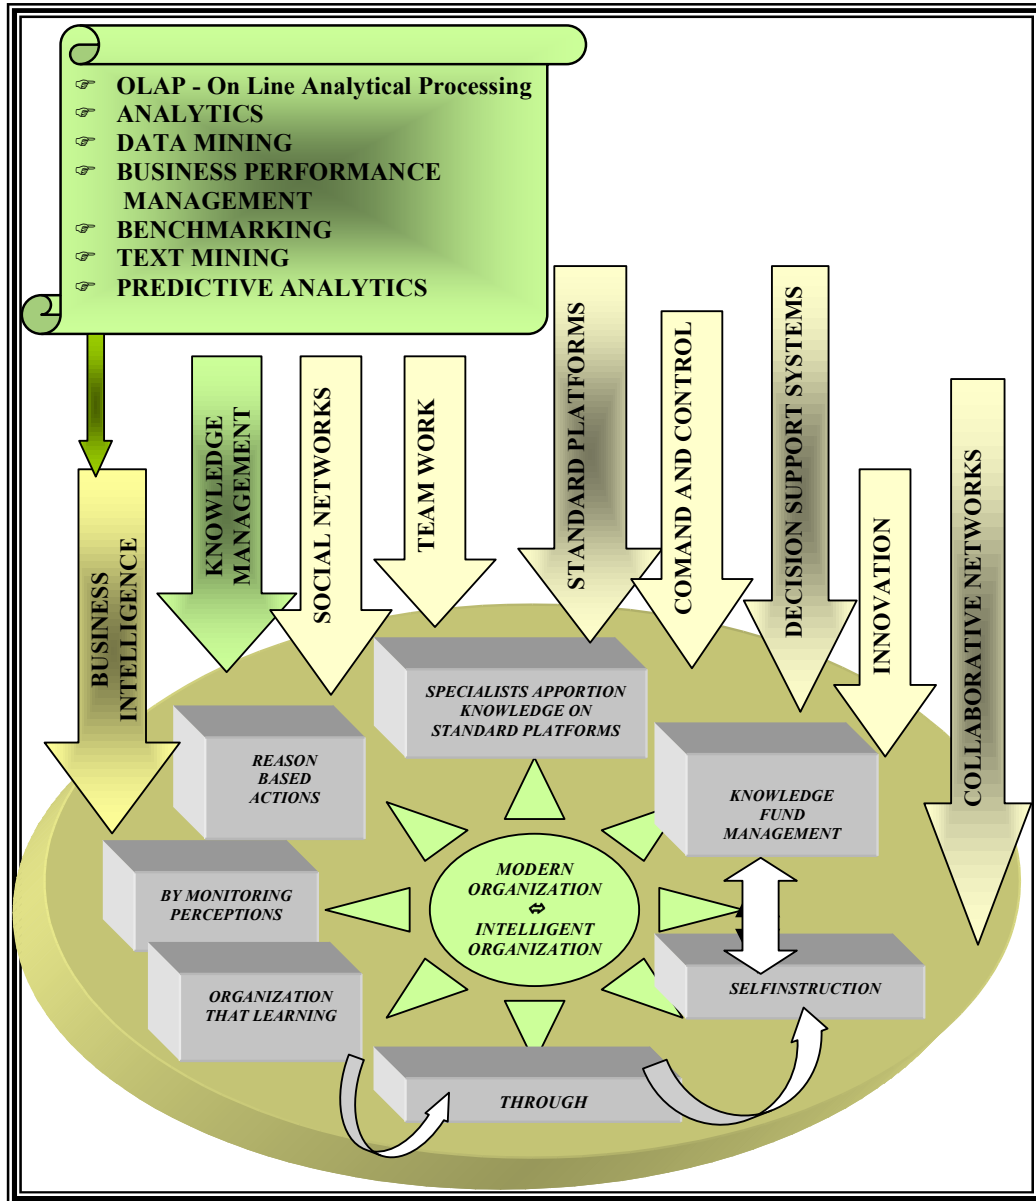 OLAP - On Line Analytical Processing
ANALYTICS
DATA MINING
BUSINESS PERFORMANCE
MANAGEMENT
BENCHMARKING
TEXT MINING
PREDICTIVE ANALYTICS
BUSINESS
INTELLIGENCE
KNOWLEDGE
MANAGEMENT
SOCIAL NETWORKS
TEAM WORK
STANDARD PLATFORMS
COMAND AND CONTROL
DECISION SUPPORT SYSTEMS
INNOVATION
COLLABORATIVE NETWORKS
SPECIALISTS APPORTION
KNOWLEDGE ON
STANDARD PLATFORMS
REASON
BASED
ACTIONS
KNOWLEDGE
FUND
MANAGEMENT
BY MONITORING
PERCEPTIONS
MODERN
ORGANIZATION
⇔
INTELLIGENT
ORGANIZATION
ORGANIZATION
THAT LEARNING
SELFINSTRUCTION
THROUGH